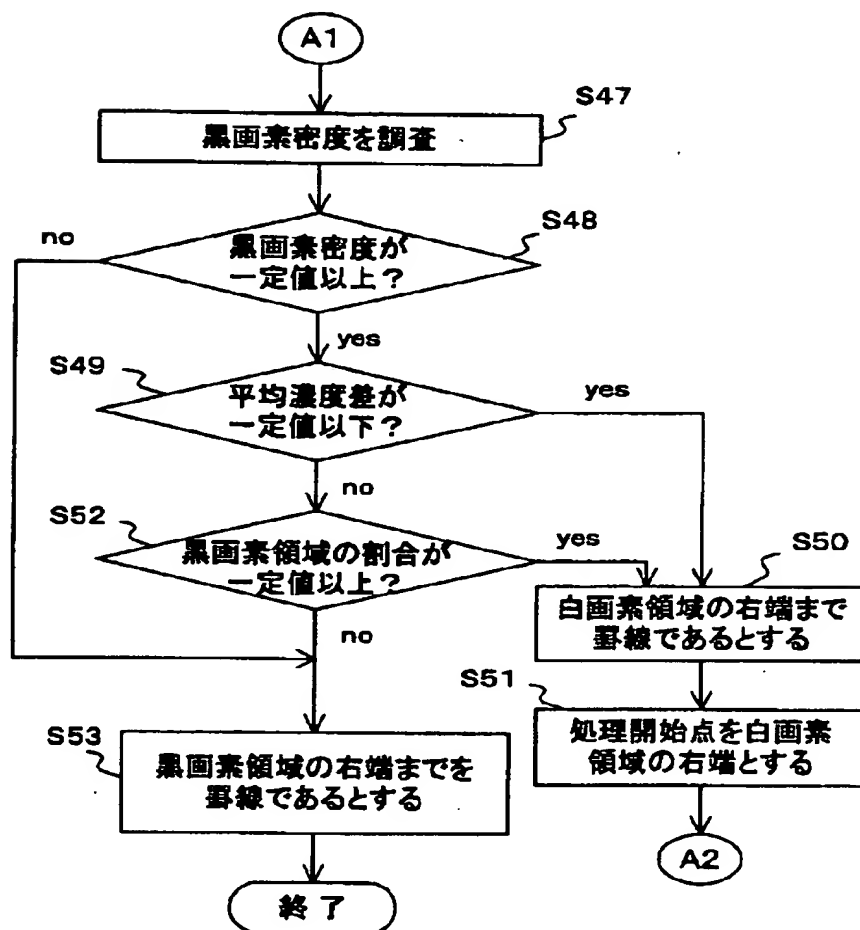 A1
S47
黒画素密度を調査
S48
no
黒画素密度が
一定値以上？
yes
S49
平均濃度差が
一定値以下？
yes
no
S52
黒画素領域の割合が
一定値以上？
yes
no
S50
白画素領域の右端まで
罫線であるとする
S51
処理開始点を白画素
領域の右端とする
S53
黒画素領域の右端までを
罫線であるとする
A2
終了